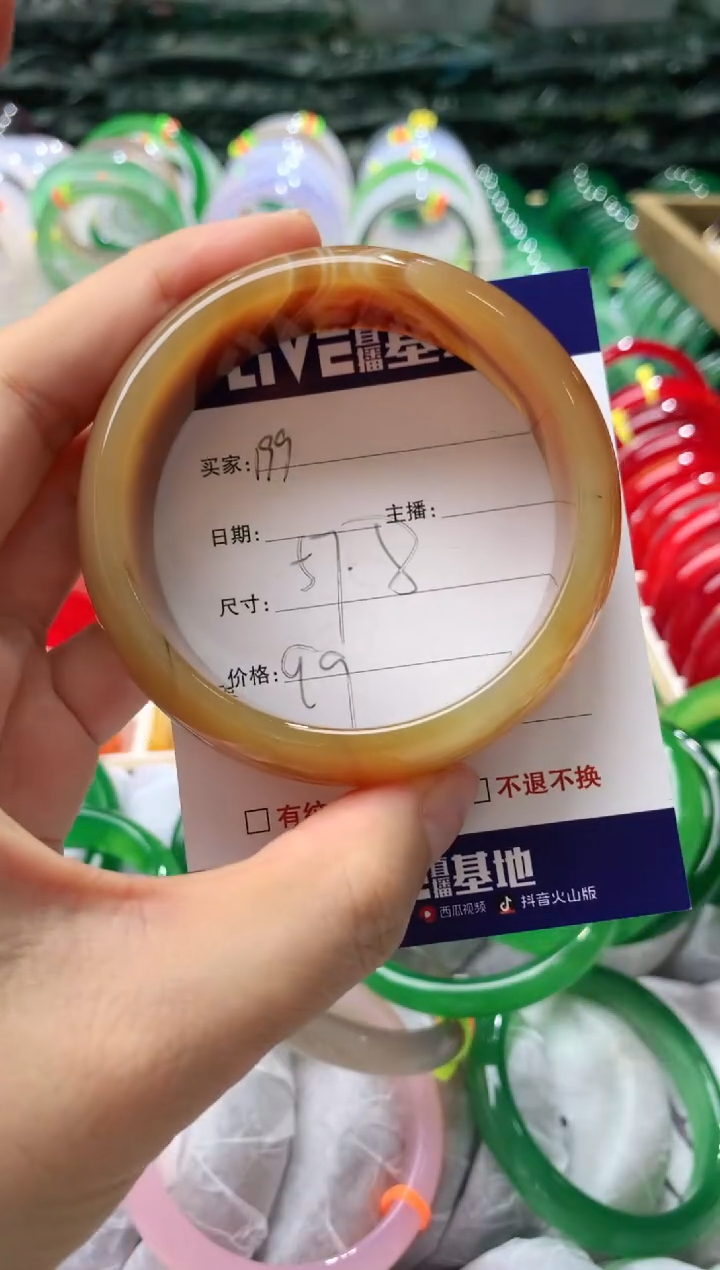 LIVE直播基
买家: 199
主播:
日期:
57.8
尺寸:
价格: 99
有纹
不退不换
直播基地
西瓜视频 抖音火山版